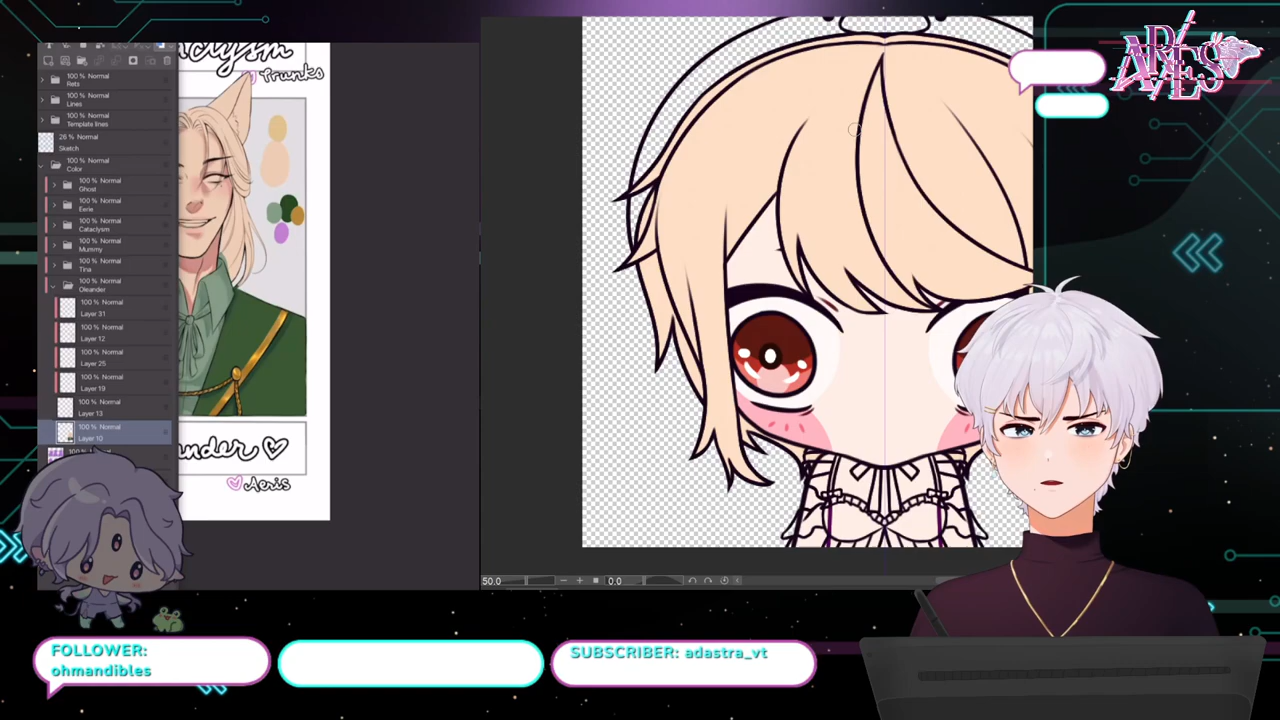 Prunks
100 % Normal
Rets
100 % Normal
Lines
100 % Normal
Template lines
26 % Normal
Sketch
100 % Normal
Color
100 % Normal
Ghost
100 % Normal
Eerie
100 % Normal
Cataclysm
100 % Normal
Mummy
100 % Normal
Tina
100 % Normal
Oleander
100 % Normal
Layer 31
100 % Normal
Layer 12
100 % Normal
Layer 25
100 % Normal
Layer 19
100 % Normal
Layer 13
100 % Normal
Layer 10
ander
Aeris
50.0
0.0
ARES
FOLLOWER:
ohmandibles
SUBSCRIBER: adastra_vt